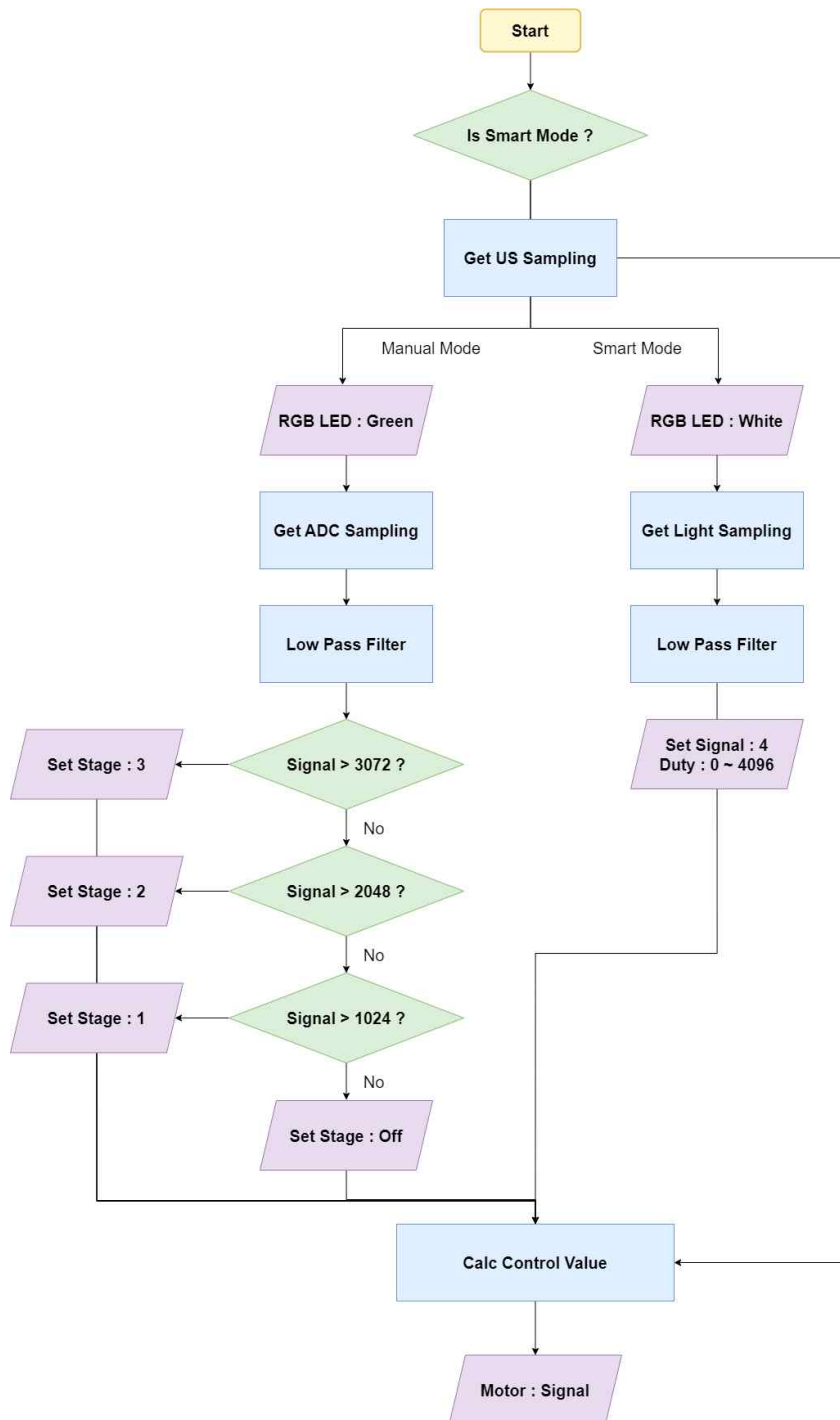 Start
Is Smart Mode ?
Get US Sampling
Manual Mode
Smart Mode
RGB LED : Green
RGB LED : White
Get ADC Sampling
Get Light Sampling
Low Pass Filter
Low Pass Filter
Set Stage : 3
Signal > 3072 ?
Set Signal : 4
Duty : 0 ~ 4096
No
Set Stage : 2
Signal > 2048 ?
No
Set Stage : 1
Signal > 1024 ?
No
Set Stage : Off
Calc Control Value
Motor : Signal